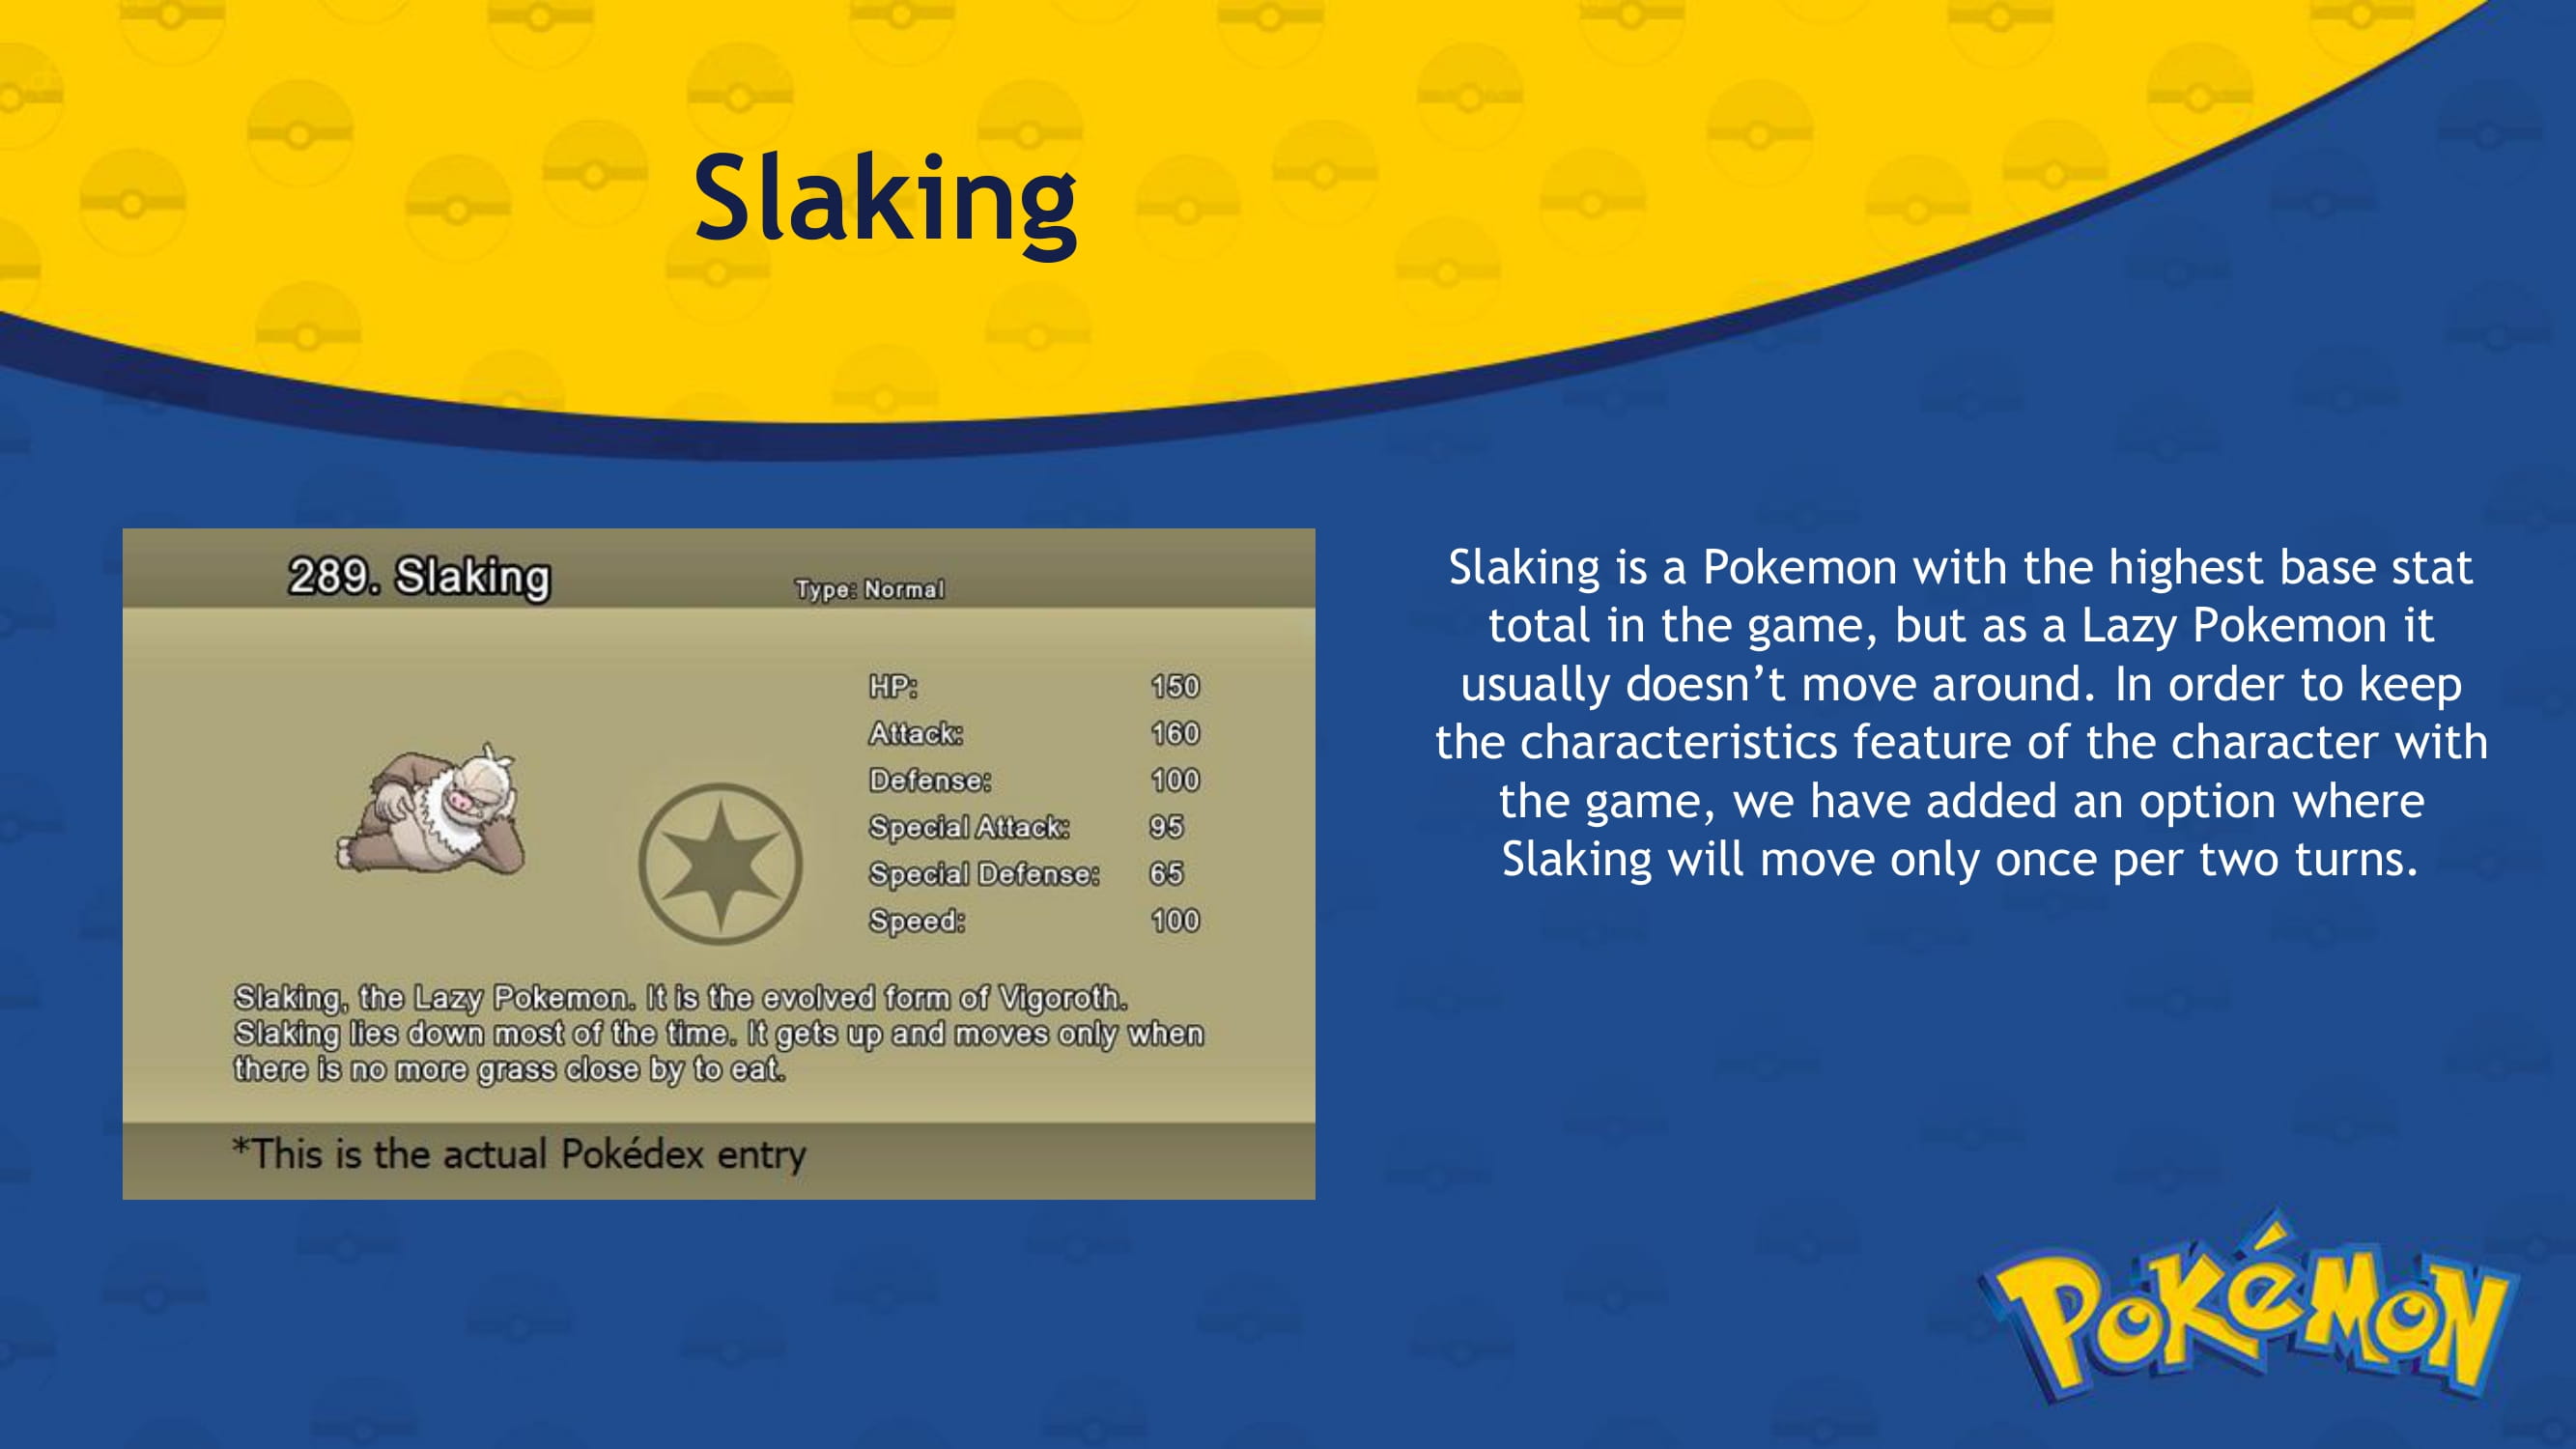 Slaking
289. Slaking
Type: Normal
HP: 150
Attack: 160
Defense: 100
Special Attack: 95
Special Defense: 65
Speed: 100
Slaking, the Lazy Pokemon. It is the evolved form of Vigoroth.
Slaking lies down most of the time. It gets up and moves only when
there is no more grass close by to eat.
*This is the actual Pokédex entry
Slaking is a Pokemon with the highest base stat
total in the game, but as a Lazy Pokemon it
usually doesn’t move around. In order to keep
the characteristics feature of the character with
the game, we have added an option where
Slaking will move only once per two turns.
POKéMON